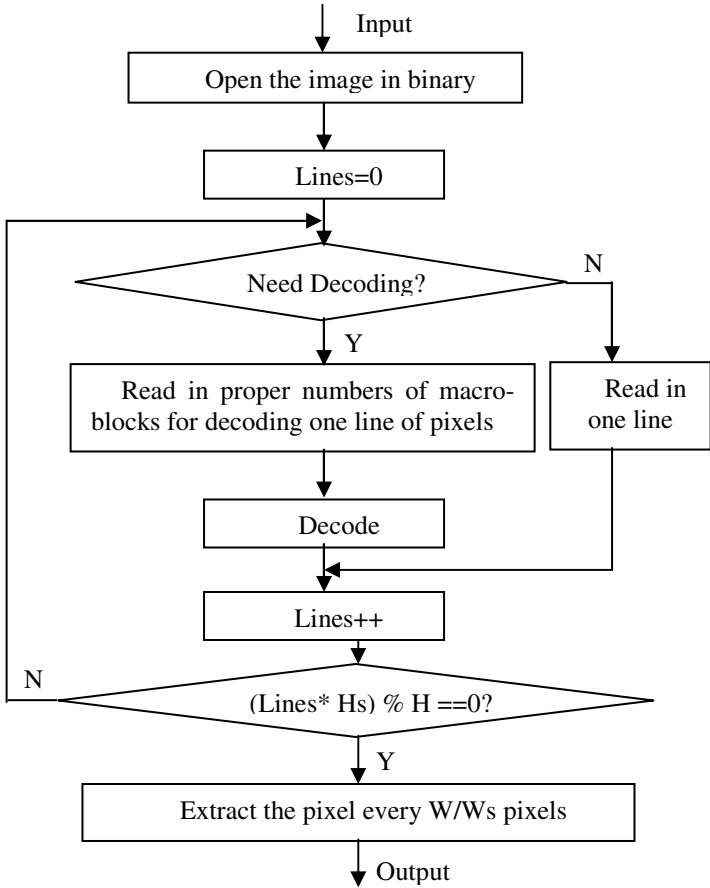 Input
Open the image in binary
Lines=0
Need Decoding?
N
Y
Read in proper numbers of macro-
blocks for decoding one line of pixels
Read in
one line
Decode
Lines++
N
(Lines* Hs) % H ==0?
Y
Extract the pixel every W/Ws pixels
Output